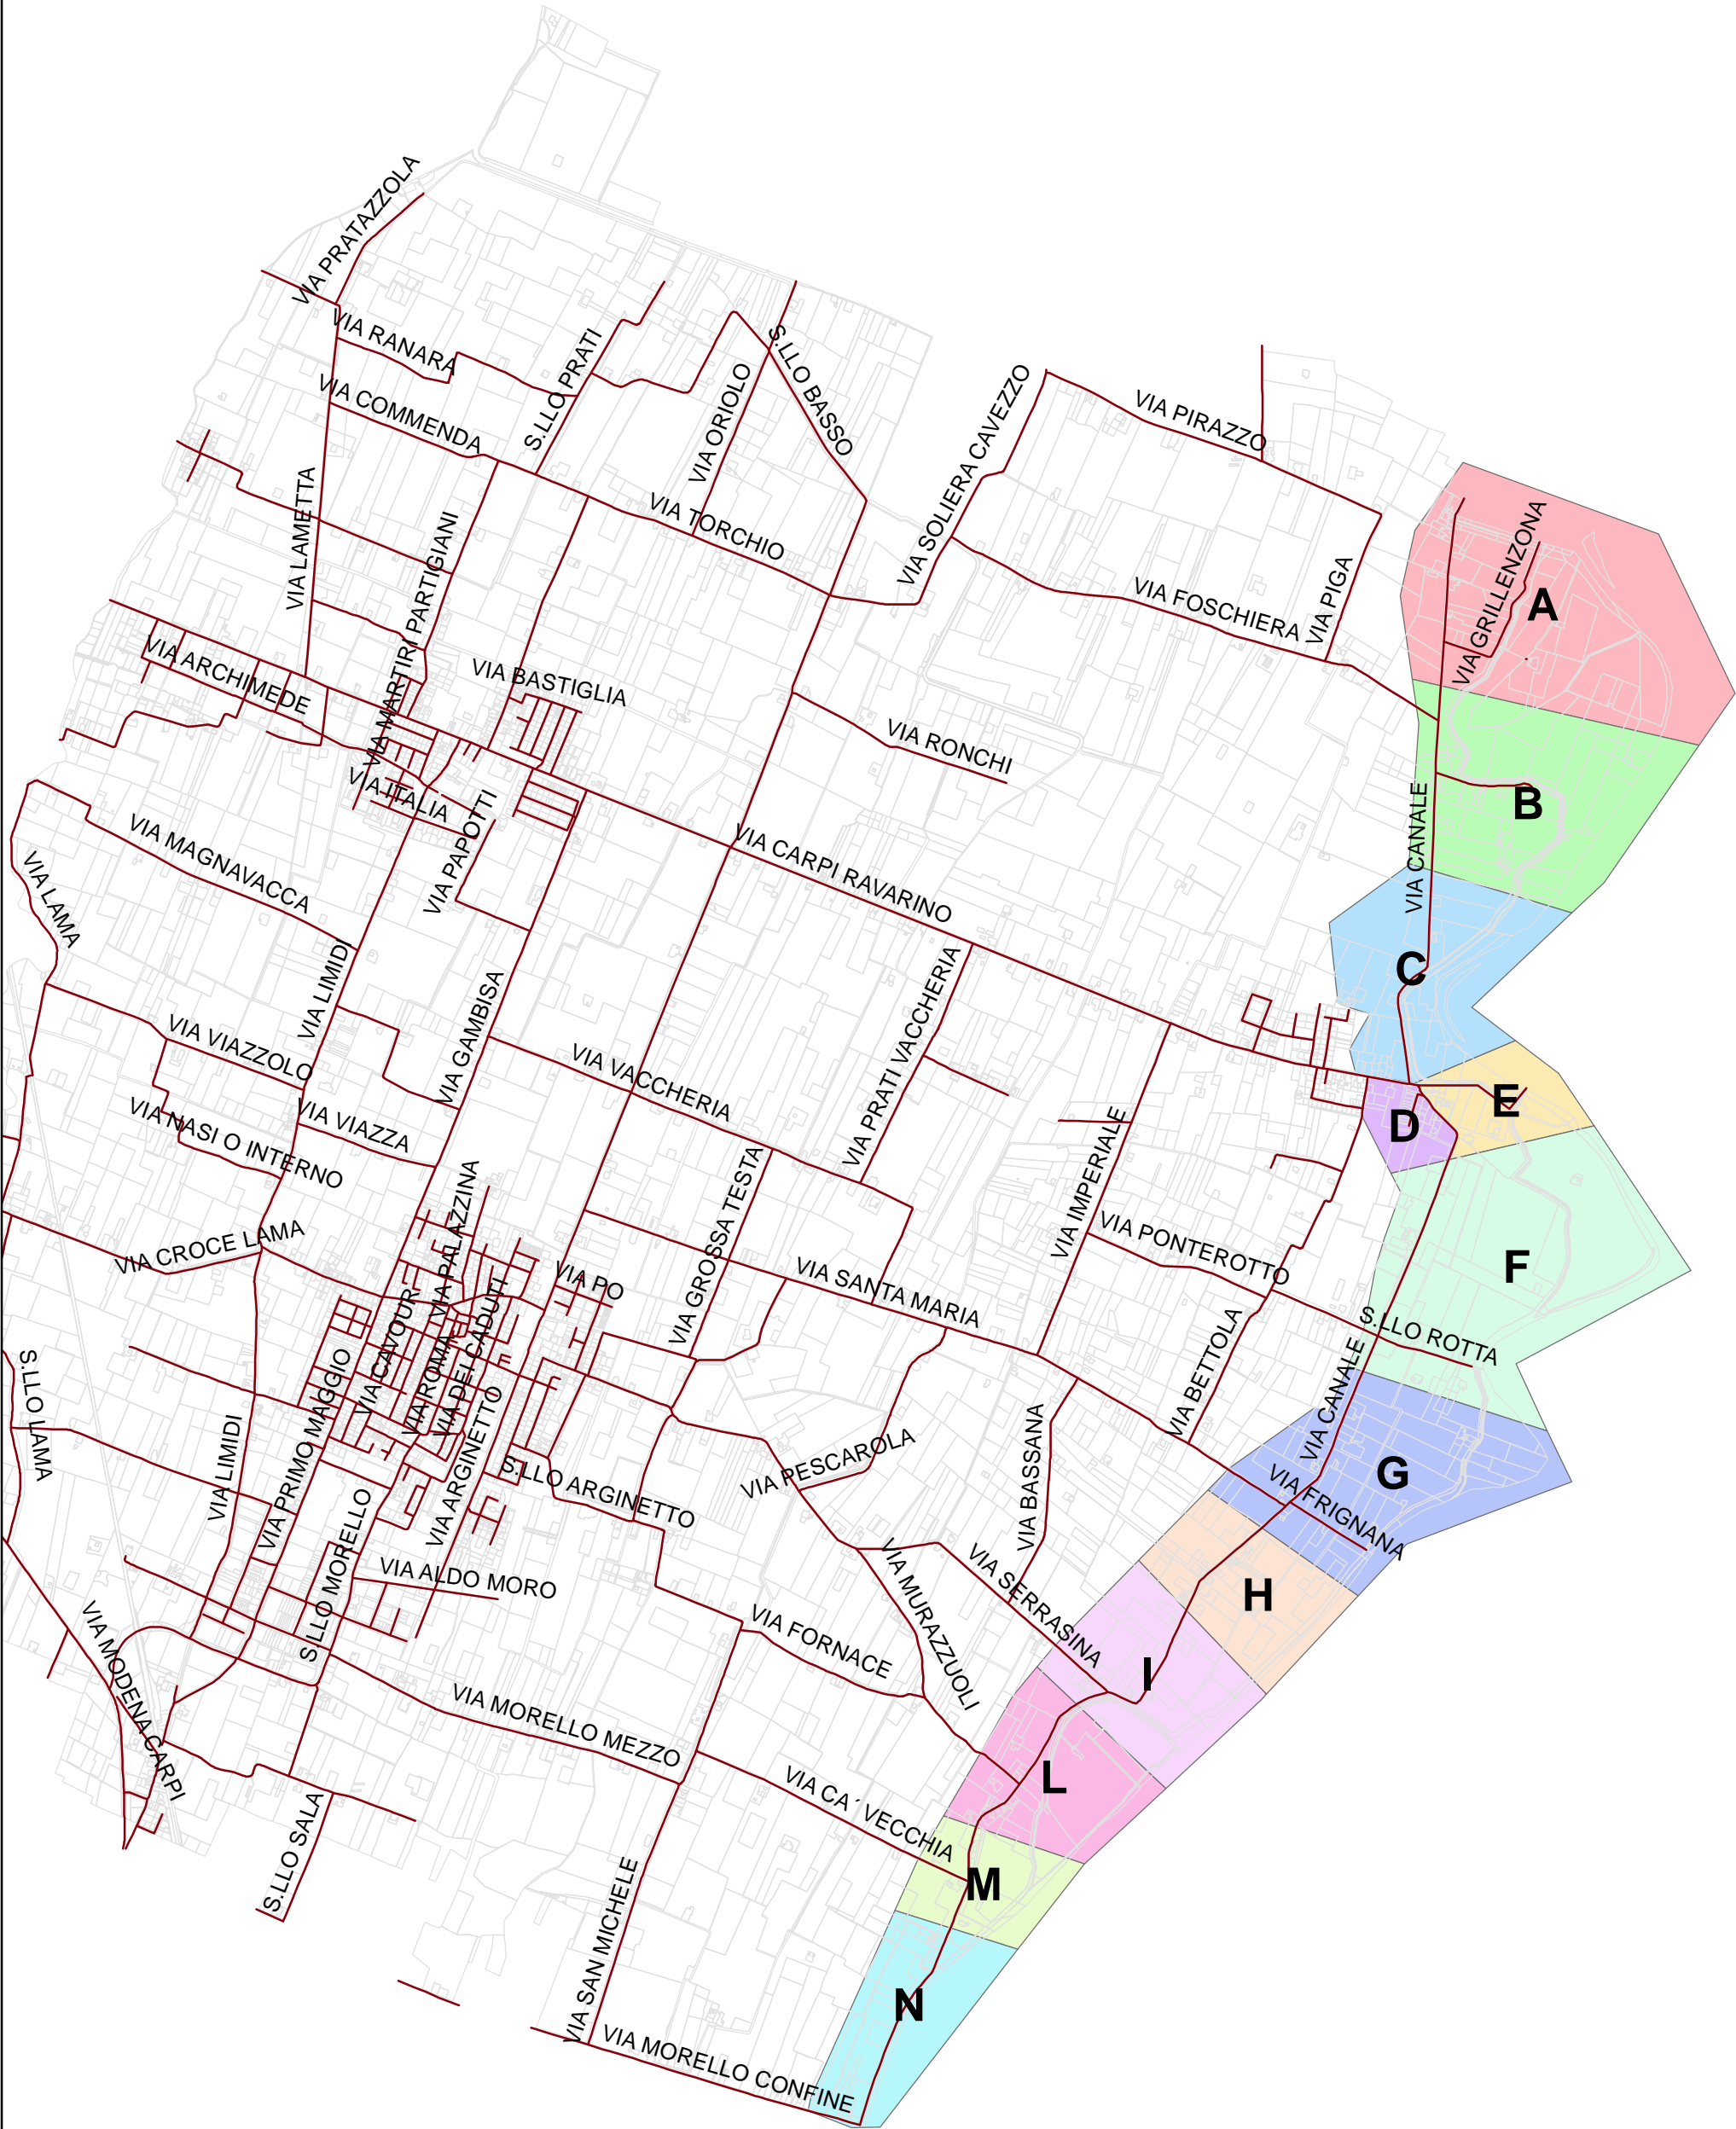 VIA PRATAZZOLA
VIA RANARA
VIA COMMENDA
S.LLO PRATI
VIA ORIOLO
S.LLO BASSO
VIA SOLIERA CAVEZZO
VIA PIRAZZO
VIA LAMETTA
VIA MARTIRI PARTIGIANI
VIA TORCHIO
VIA FOSCHIERA
VIA PIGA
VIA GRILLENZONA
A
VIA ARCHIMEDE
VIA BASTIGLIA
VIA RONCHI
VIA ITALIA
VIA PAPOTTI
VIA CANALE
B
VIA MAGNAVACCA
VIA LAMA
VIA CARPI RAVARINO
C
VIA LIMIDI
VIA GAMBISA
VIA PRATI VACCHERIA
VIA VIAZZOLO
VIA VACCHERIA
VIA NASI O INTERNO
VIA VIAZZA
VIA IMPERIALE
D
E
VIA PALAZZINA
VIA GROSSA TESTA
VIA CROCE LAMA
VIA PO
VIA SANTA MARIA
VIA PONTEROTTO
F
VIA CAVOUR
VIA ROMA
VIA DEI CADUTI
S.LLO ROTTA
S.LLO LAMA
VIA PRIMO MAGGIO
VIA BETTOLA
VIA CANALE
VIA LIMIDI
VIA ARGINETTO
S.LLO ARGINETTO
VIA PESCAROLA
VIA BASSANA
G
VIA FRIGNANA
S.LLO MORELLO
VIA ALDO MORO
VIA MURAZZUOLI
VIA SERRASINA
H
VIA MODENA CARPI
VIA FORNACE
I
VIA MORELLO MEZZO
VIA CA´ VECCHIA
L
S.LLO SALA
M
VIA SAN MICHELE
N
VIA MORELLO CONFINE